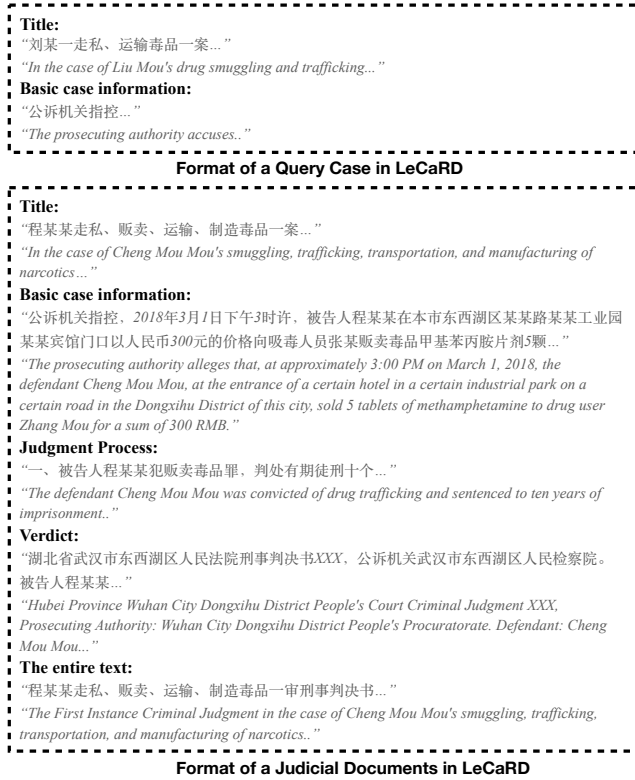 Title:
“刘某一走私、运输毒品一案...”
“In the case of Liu Mou's drug smuggling and trafficking...”
Basic case information:
“公诉机关指控...”
“The prosecuting authority accuses..”
Format of a Query Case in LeCaRD
Title:
“程某某走私、贩卖、运输、制造毒品一案...”
“In the case of Cheng Mou Mou's smuggling, trafficking, transportation, and manufacturing of
narcotics…”
Basic case information:
“公诉机关指控，2018年3月1日下午3时许，被告人程某某在本市东西湖区某某路某某工业园
某某宾馆门口以人民币300元的价格向吸毒人员张某贩卖毒品甲基苯丙胺片剂5颗...”
“The prosecuting authority alleges that, at approximately 3:00 PM on March 1, 2018, the
defendant Cheng Mou Mou, at the entrance of a certain hotel in a certain industrial park on a
certain road in the Dongxihu District of this city, sold 5 tablets of methamphetamine to drug user
Zhang Mou for a sum of 300 RMB.”
Judgment Process:
“一、被告人程某某犯贩卖毒品罪，判处有期徒刑十个...”
“The defendant Cheng Mou Mou was convicted of drug trafficking and sentenced to ten years of
imprisonment..”
Verdict:
“湖北省武汉市东西湖区人民法院刑事判决书XXX，公诉机关武汉市东西湖区人民检察院。
被告人程某某...”
“Hubei Province Wuhan City Dongxihu District People's Court Criminal Judgment XXX,
Prosecuting Authority: Wuhan City Dongxihu District People's Procuratorate. Defendant: Cheng
Mou Mou...”
The entire text:
“程某某走私、贩卖、运输、制造毒品一审刑事判决书...”
“The First Instance Criminal Judgment in the case of Cheng Mou Mou's smuggling, trafficking,
transportation, and manufacturing of narcotics..”
Format of a Judicial Documents in LeCaRD